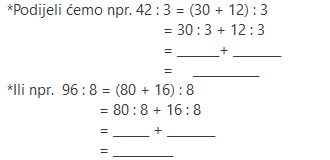 *Podijeli ćemo npr. 42 : 3 = (30 + 12) : 3
= 30 : 3 + 12 : 3
= ______+ _______
= __________
*Ili npr. 96 : 8 = (80 + 16) : 8
= 80 : 8 + 16 : 8
= _____ + _______
= _________